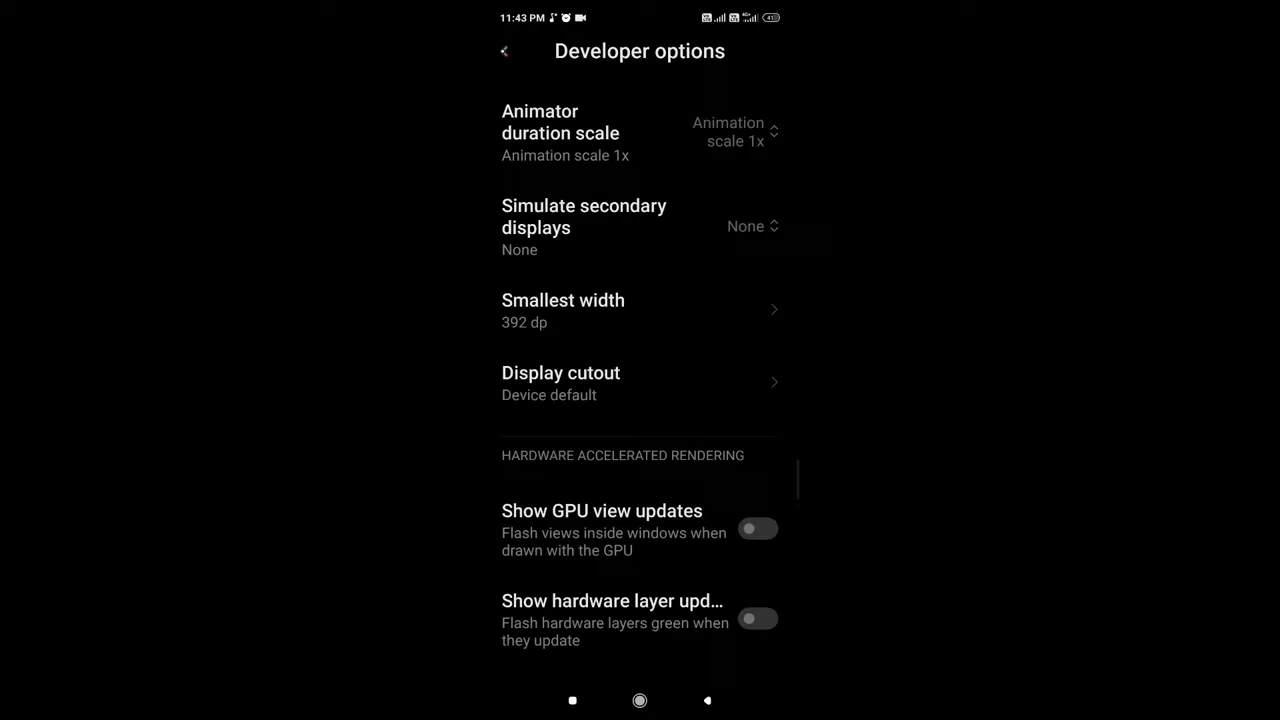 11:43 PM
Developer options
Animator
duration scale
Animation scale 1x
Animation
scale 1x
Simulate secondary
displays
None
None
Smallest width
392 dp
Display cutout
Device default
HARDWARE ACCELERATED RENDERING
Show GPU view updates
Flash views inside windows when
drawn with the GPU
Show hardware layer upd...
Flash hardware layers green when
they update